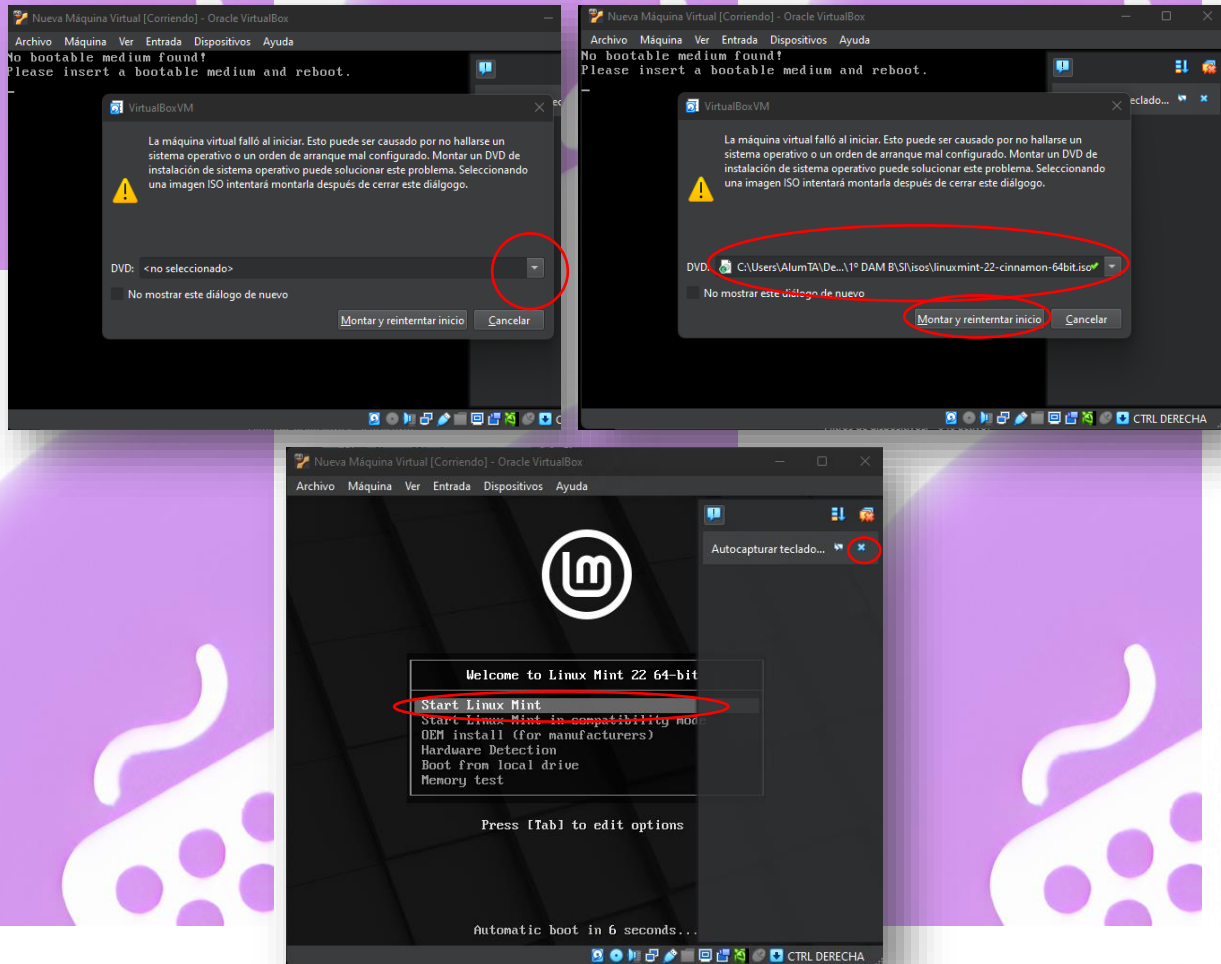 Nueva Máquina Virtual [Corriendo] - Oracle VirtualBox
Archivo Máquina Ver Entrada Dispositivos Ayuda
No bootable medium found!
Please insert a bootable medium and reboot.
VirtualBoxVM
La máquina virtual falló al iniciar. Esto puede ser causado por no hallarse un
sistema operativo o un orden de arranque mal configurado. Montar un DVD de
instalación de sistema operativo puede solucionar este problema. Seleccionando
una imagen ISO intentará montarla después de cerrar este diálgogo.
DVD: <no seleccionado>
No mostrar este diálogo de nuevo
Montar y reinterntar inicio Cancelar
Nueva Máquina Virtual [Corriendo] - Oracle VirtualBox
Archivo Máquina Ver Entrada Dispositivos Ayuda
No bootable medium found!
Please insert a bootable medium and reboot.
eclado...
VirtualBoxVM
La máquina virtual falló al iniciar. Esto puede ser causado por no hallarse un
sistema operativo o un orden de arranque mal configurado. Montar un DVD de
instalación de sistema operativo puede solucionar este problema. Seleccionando
una imagen ISO intentará montarla después de cerrar este diálgogo.
DVD: C:\Users\AlumTA\De...\1º DAM B\SI\isos\linuxmint-22-cinnamon-64bit.iso
No mostrar este diálogo de nuevo
Montar y reinterntar inicio Cancelar
CTRL DERECHA
Nueva Máquina Virtual [Corriendo] - Oracle VirtualBox
Archivo Máquina Ver Entrada Dispositivos Ayuda
Autocapturar teclado...
Welcome to Linux Mint 22 64-bit
Start Linux Mint
Start Linux Mint in compatibility mode
OEM install (for manufacturers)
Hardware Detection
Boot from local drive
Memory test
Press [Tab] to edit options
Automatic boot in 6 seconds...
CTRL DERECHA